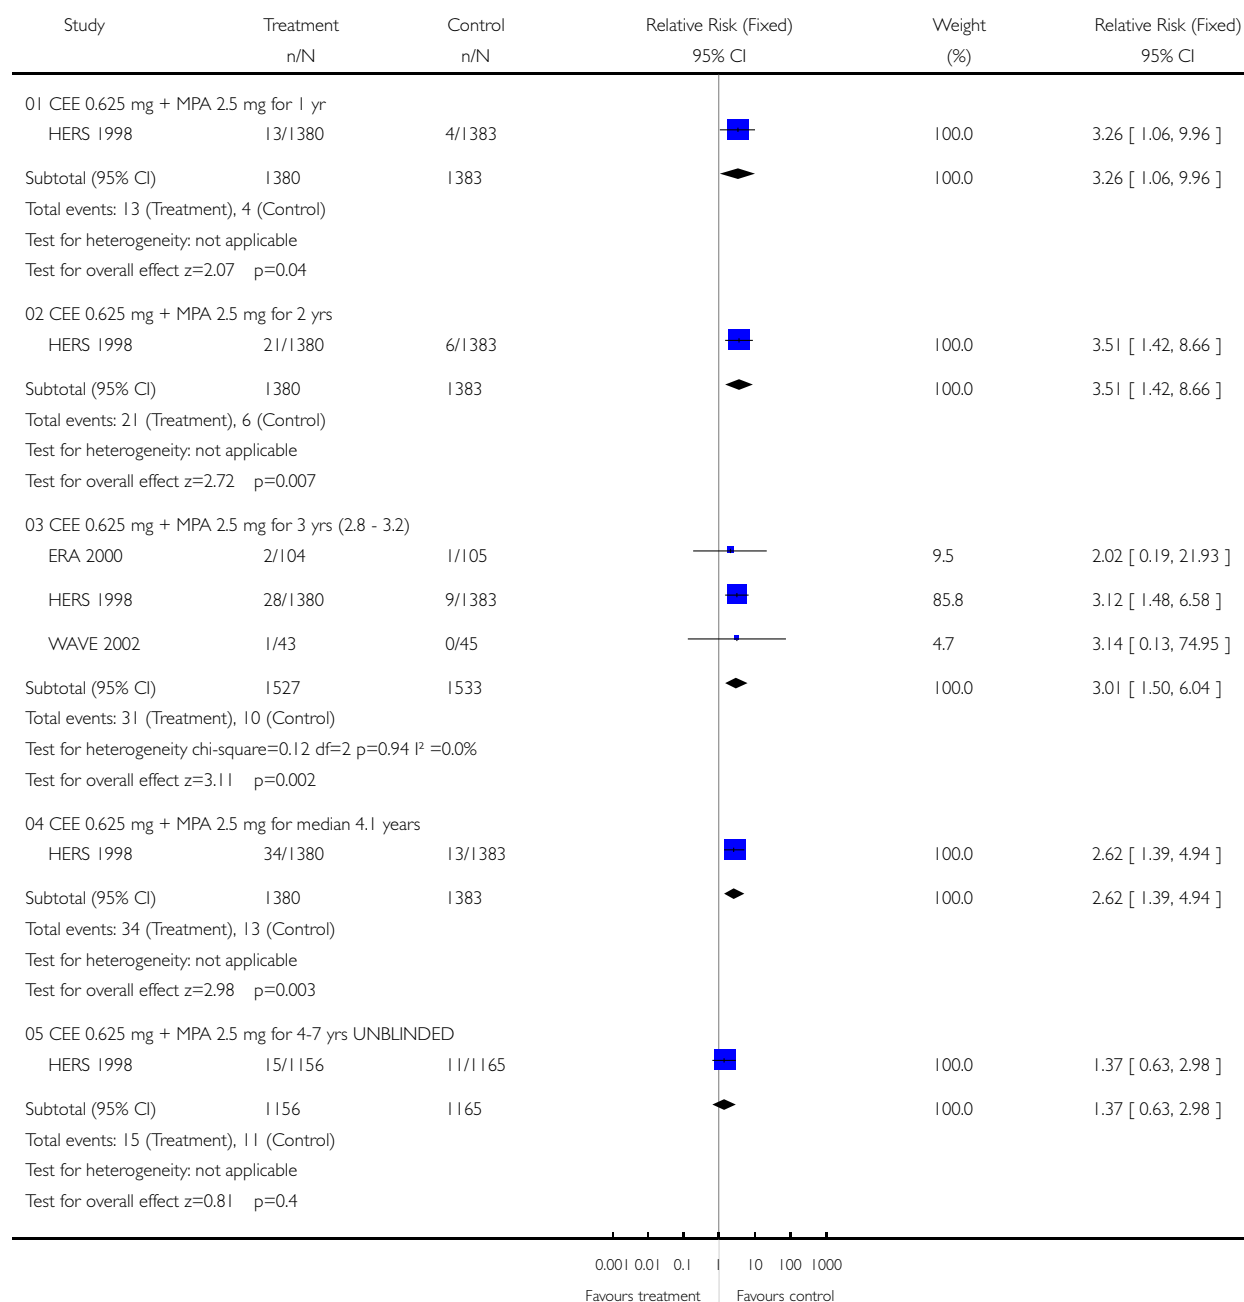 Study Treatment Control Relative Risk (Fixed) Weight Relative Risk (Fixed)
n/N n/N 95% CI (%) 95% CI
01 CEE 0.625 mg + MPA 2.5 mg for 1 yr
HERS 1998 13/1380 4/1383 100.0 3.26 [ 1.06, 9.96 ]
Subtotal (95% CI) 1380 1383 100.0 3.26 [ 1.06, 9.96 ]
Total events: 13 (Treatment), 4 (Control)
Test for heterogeneity: not applicable
Test for overall effect z=2.07 p=0.04
02 CEE 0.625 mg + MPA 2.5 mg for 2 yrs
HERS 1998 21/1380 6/1383 100.0 3.51 [ 1.42, 8.66 ]
Subtotal (95% CI) 1380 1383 100.0 3.51 [ 1.42, 8.66 ]
Total events: 21 (Treatment), 6 (Control)
Test for heterogeneity: not applicable
Test for overall effect z=2.72 p=0.007
03 CEE 0.625 mg + MPA 2.5 mg for 3 yrs (2.8 - 3.2)
ERA 2000 2/104 1/105 9.5 2.02 [ 0.19, 21.93 ]
HERS 1998 28/1380 9/1383 85.8 3.12 [ 1.48, 6.58 ]
WAVE 2002 1/43 0/45 4.7 3.14 [ 0.13, 74.95 ]
Subtotal (95% CI) 1527 1533 100.0 3.01 [ 1.50, 6.04 ]
Total events: 31 (Treatment), 10 (Control)
Test for heterogeneity chi-square=0.12 df=2 p=0.94 I² =0.0%
Test for overall effect z=3.11 p=0.002
04 CEE 0.625 mg + MPA 2.5 mg for median 4.1 years
HERS 1998 34/1380 13/1383 100.0 2.62 [ 1.39, 4.94 ]
Subtotal (95% CI) 1380 1383 100.0 2.62 [ 1.39, 4.94 ]
Total events: 34 (Treatment), 13 (Control)
Test for heterogeneity: not applicable
Test for overall effect z=2.98 p=0.003
05 CEE 0.625 mg + MPA 2.5 mg for 4-7 yrs UNBLINDED
HERS 1998 15/1156 11/1165 100.0 1.37 [ 0.63, 2.98 ]
Subtotal (95% CI) 1156 1165 100.0 1.37 [ 0.63, 2.98 ]
Total events: 15 (Treatment), 11 (Control)
Test for heterogeneity: not applicable
Test for overall effect z=0.81 p=0.4
0.001 0.01 0.1 1 10 100 1000
Favours treatment Favours control